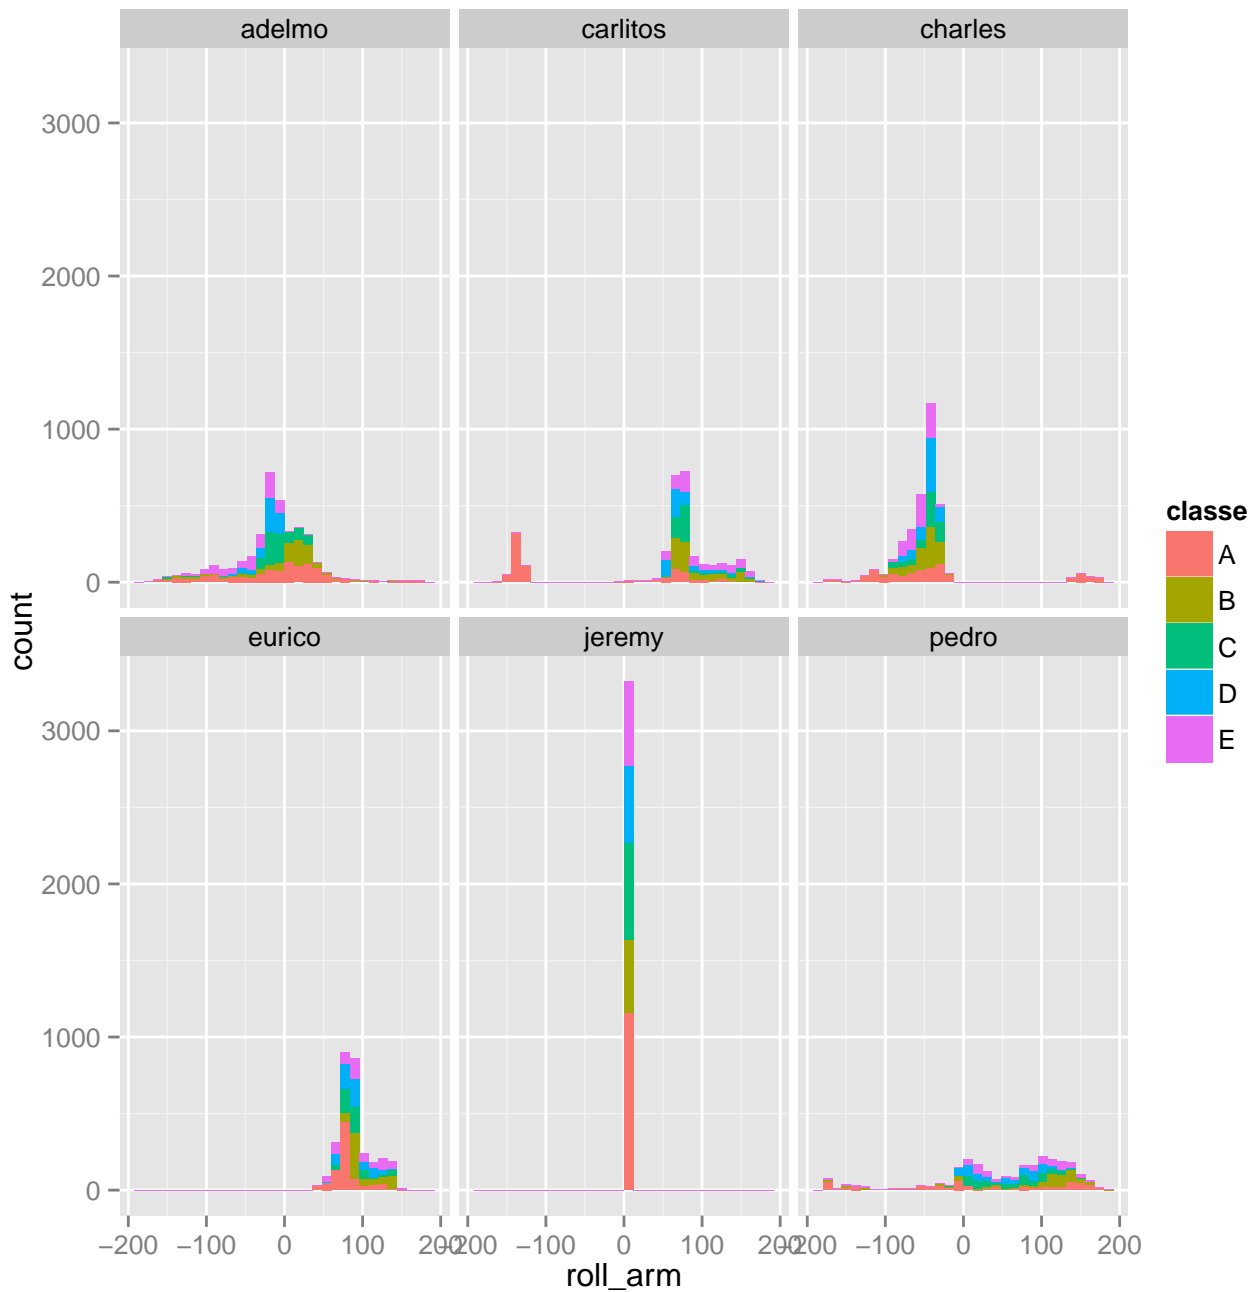 adelmo carlitos charles
3000
2000
1000
0
eurico jeremy pedro
3000
2000
1000
0
−200 −100 0 100 200 −200 −100 0 100 200 −200 −100 0 100 200
roll_arm
count
classe
A
B
C
D
E